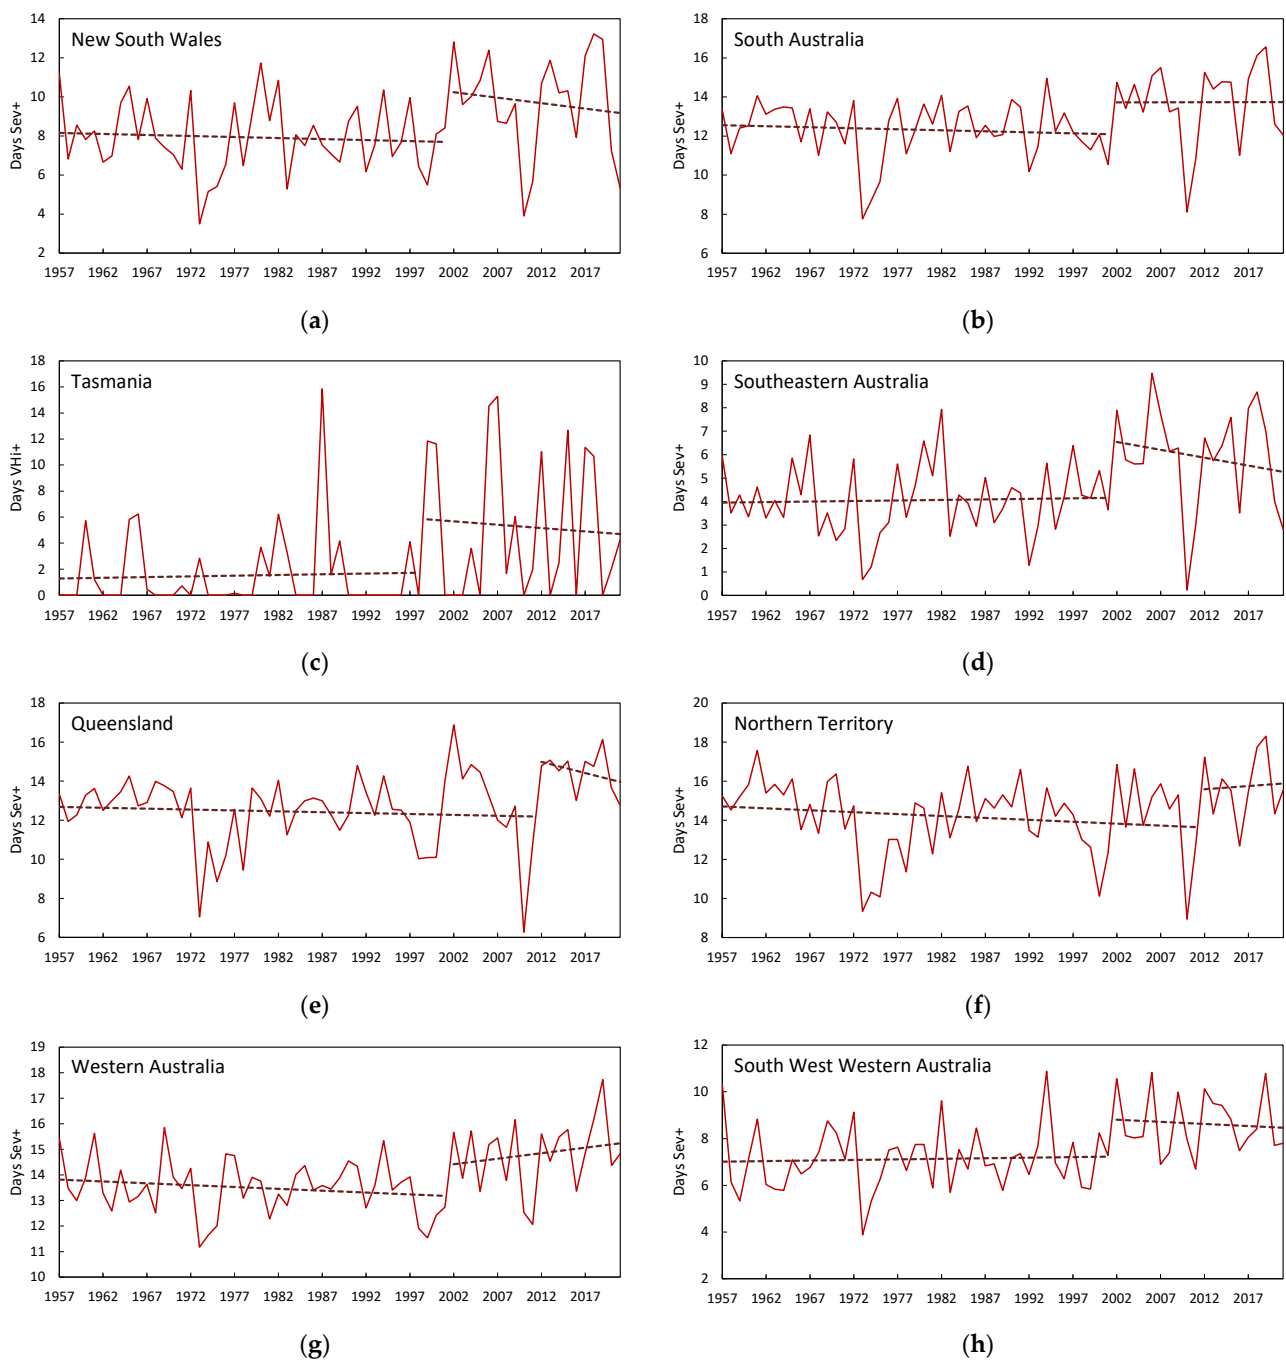 New South Wales
Days Sev+
14
12
10
8
6
4
2
1957 1962 1967 1972 1977 1982 1987 1992 1997 2002 2007 2012 2017
(a)
South Australia
Days Sev+
18
16
14
12
10
8
6
1957 1962 1967 1972 1977 1982 1987 1992 1997 2002 2007 2012 2017
(b)
Tasmania
Days VHi+
18
16
14
12
10
8
6
4
2
0
1957 1962 1967 1972 1977 1982 1987 1992 1997 2002 2007 2012 2017
(c)
Southeastern Australia
Days Sev+
10
9
8
7
6
5
4
3
2
1
0
1957 1962 1967 1972 1977 1982 1987 1992 1997 2002 2007 2012 2017
(d)
Queensland
Days Sev+
18
16
14
12
10
8
6
1957 1962 1967 1972 1977 1982 1987 1992 1997 2002 2007 2012 2017
(e)
Northern Territory
Days Sev+
20
18
16
14
12
10
8
1957 1962 1967 1972 1977 1982 1987 1992 1997 2002 2007 2012 2017
(f)
Western Australia
Days Sev+
19
18
17
16
15
14
13
12
11
10
1957 1962 1967 1972 1977 1982 1987 1992 1997 2002 2007 2012 2017
(g)
South West Western Australia
Days Sev+
12
10
8
6
4
2
1957 1962 1967 1972 1977 1982 1987 1992 1997 2002 2007 2012 2017
(h)